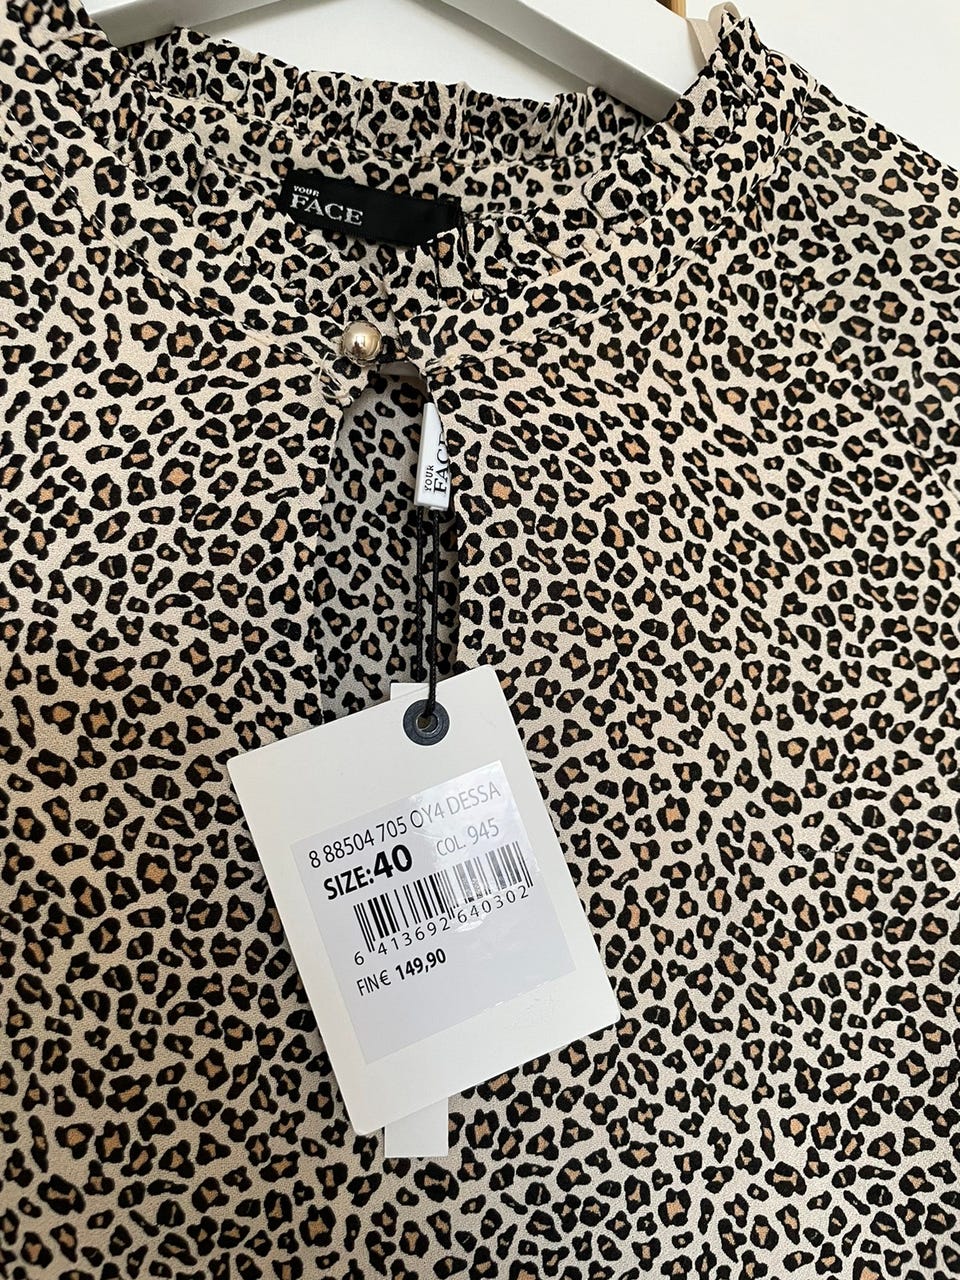 YOUR
FACE
YOUR
FACE
8 88504 705 OY4 DESSA
SIZE:40 COL. 945
6 413692 640302
FIN€ 149,90